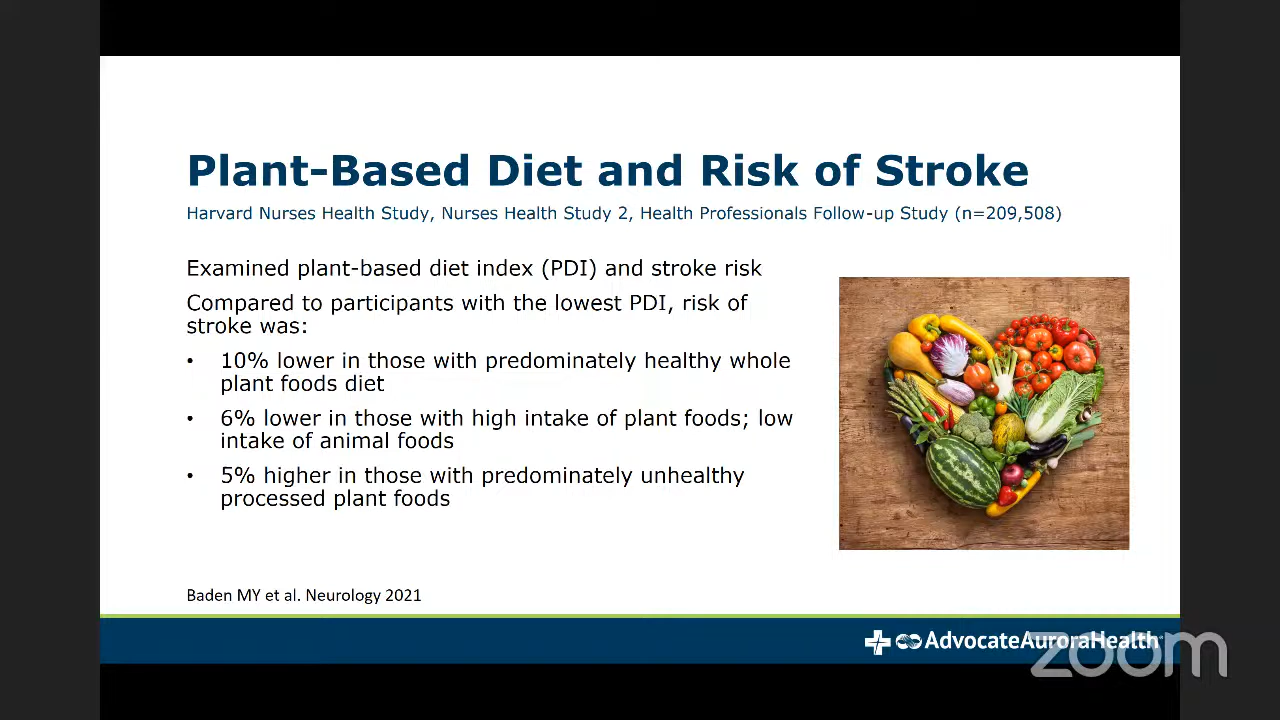 Plant-Based Diet and Risk of Stroke
Harvard Nurses Health Study, Nurses Health Study 2, Health Professionals Follow-up Study (n=209,508)
Examined plant-based diet index (PDI) and stroke risk
Compared to participants with the lowest PDI, risk of
stroke was:
• 10% lower in those with predominately healthy whole
plant foods diet
• 6% lower in those with high intake of plant foods; low
intake of animal foods
• 5% higher in those with predominately unhealthy
processed plant foods
Baden MY et al. Neurology 2021
AdvocateAuroraHealth®
zoom